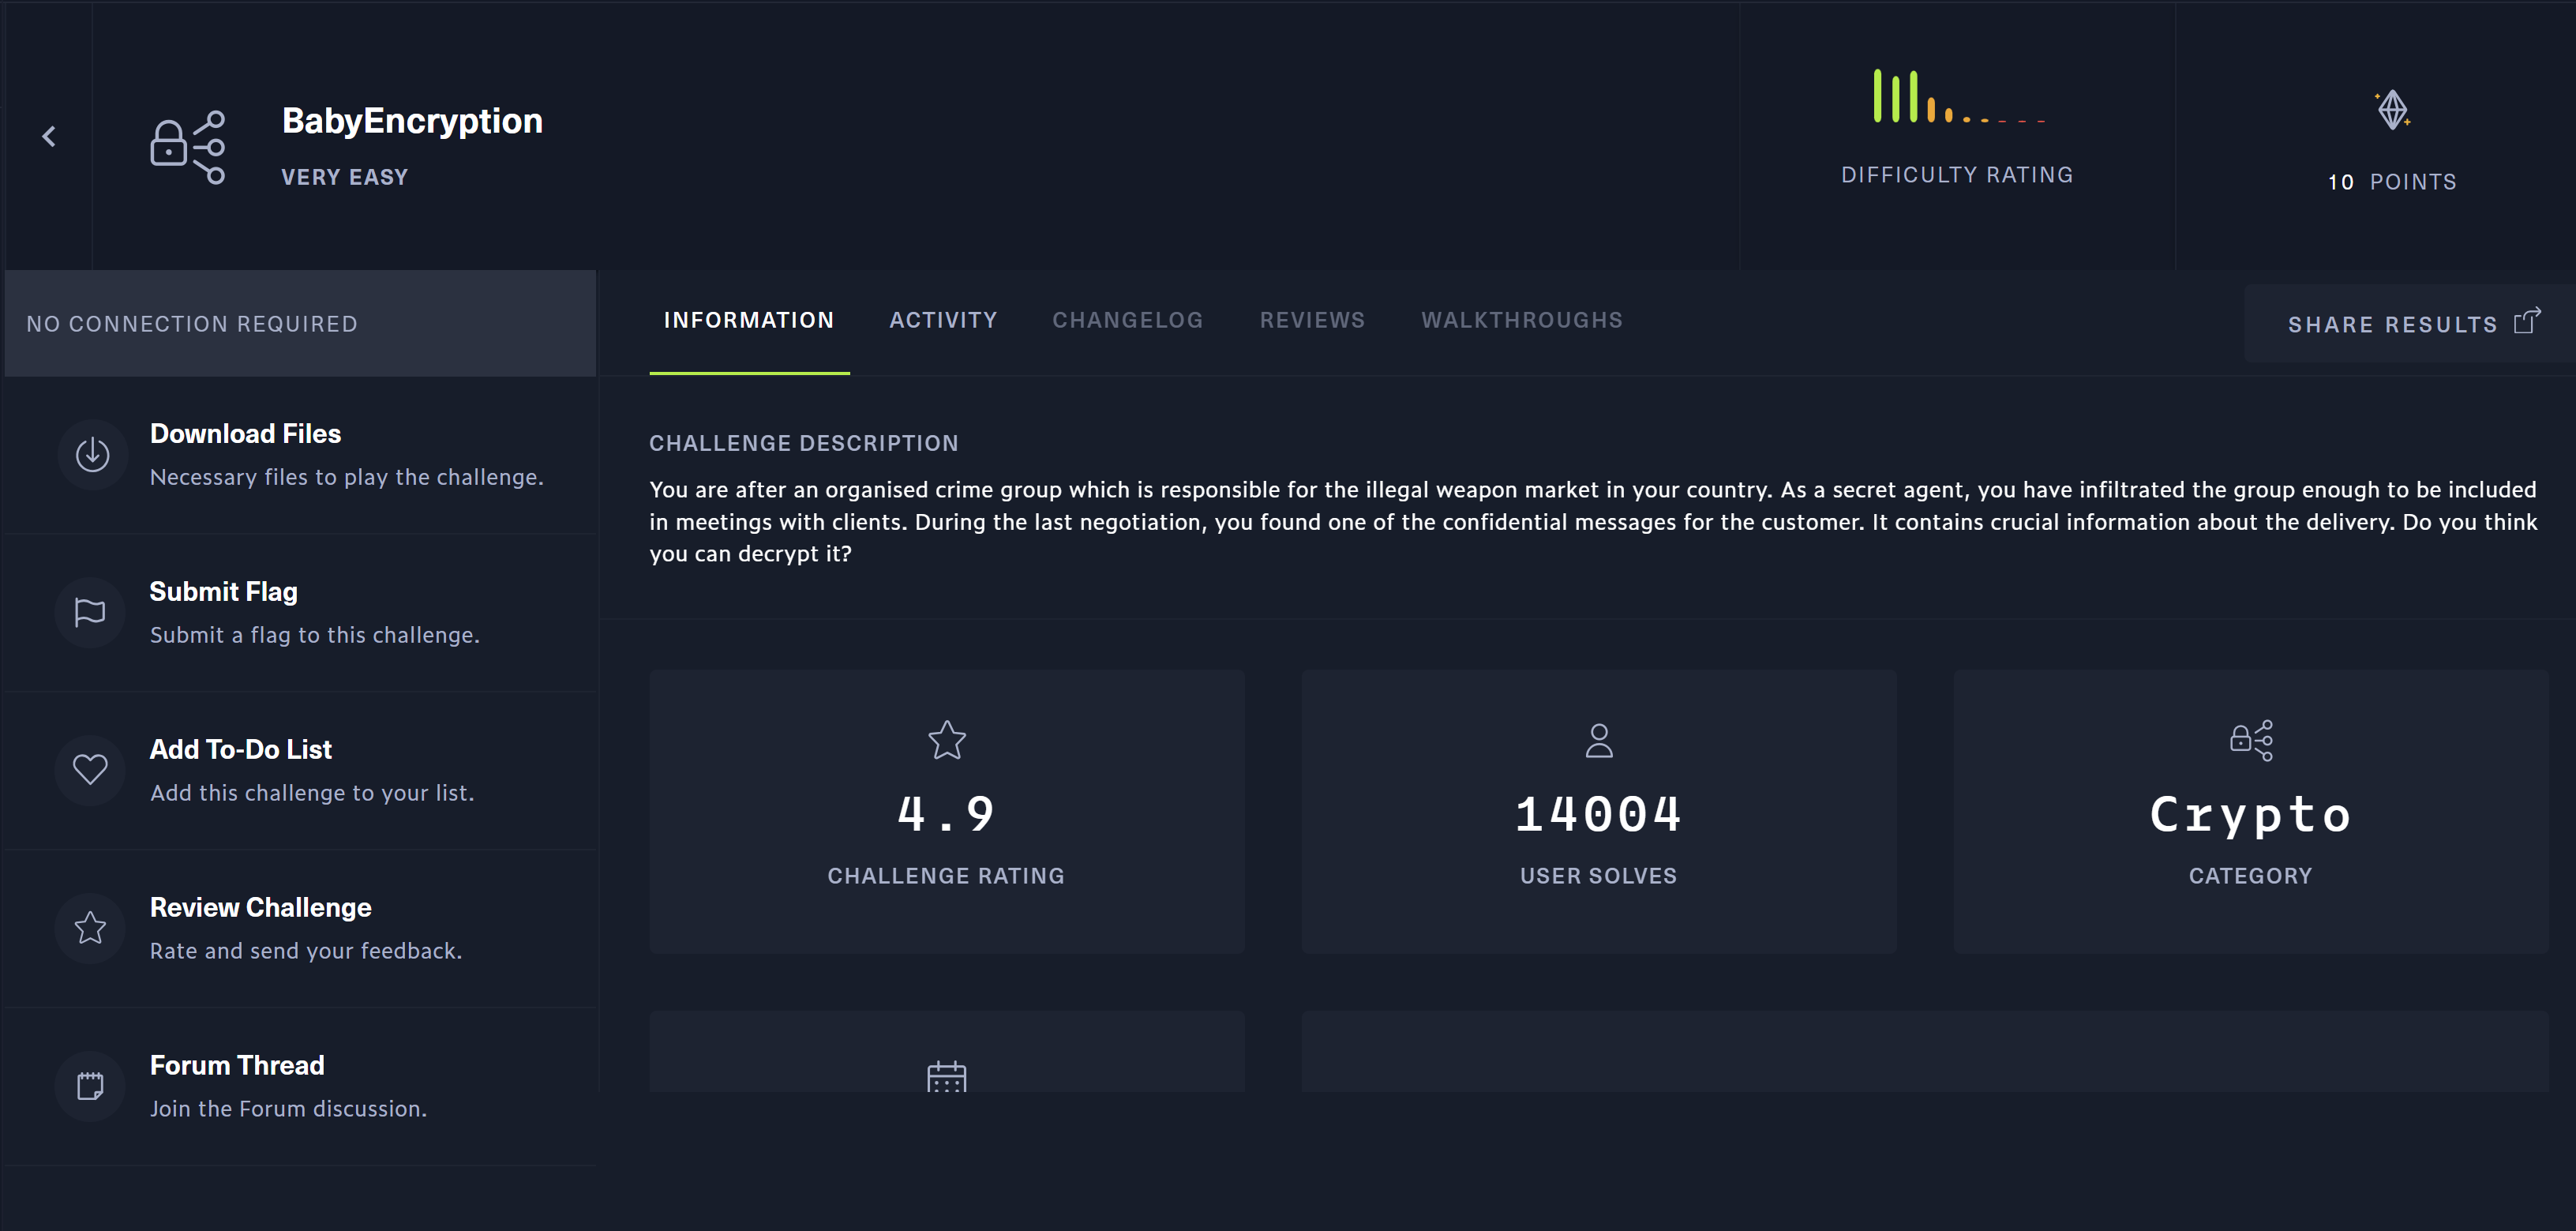 BabyEncryption
VERY EASY
DIFFICULTY RATING
10 POINTS
NO CONNECTION REQUIRED
INFORMATION
ACTIVITY
CHANGELOG
REVIEWS
WALKTHROUGHS
SHARE RESULTS
Download Files
Necessary files to play the challenge.
Submit Flag
Submit a flag to this challenge.
Add To-Do List
Add this challenge to your list.
Review Challenge
Rate and send your feedback.
Forum Thread
Join the Forum discussion.
CHALLENGE DESCRIPTION
You are after an organised crime group which is responsible for the illegal weapon market in your country. As a secret agent, you have infiltrated the group enough to be included
in meetings with clients. During the last negotiation, you found one of the confidential messages for the customer. It contains crucial information about the delivery. Do you think
you can decrypt it?
4.9
CHALLENGE RATING
14004
USER SOLVES
Crypto
CATEGORY